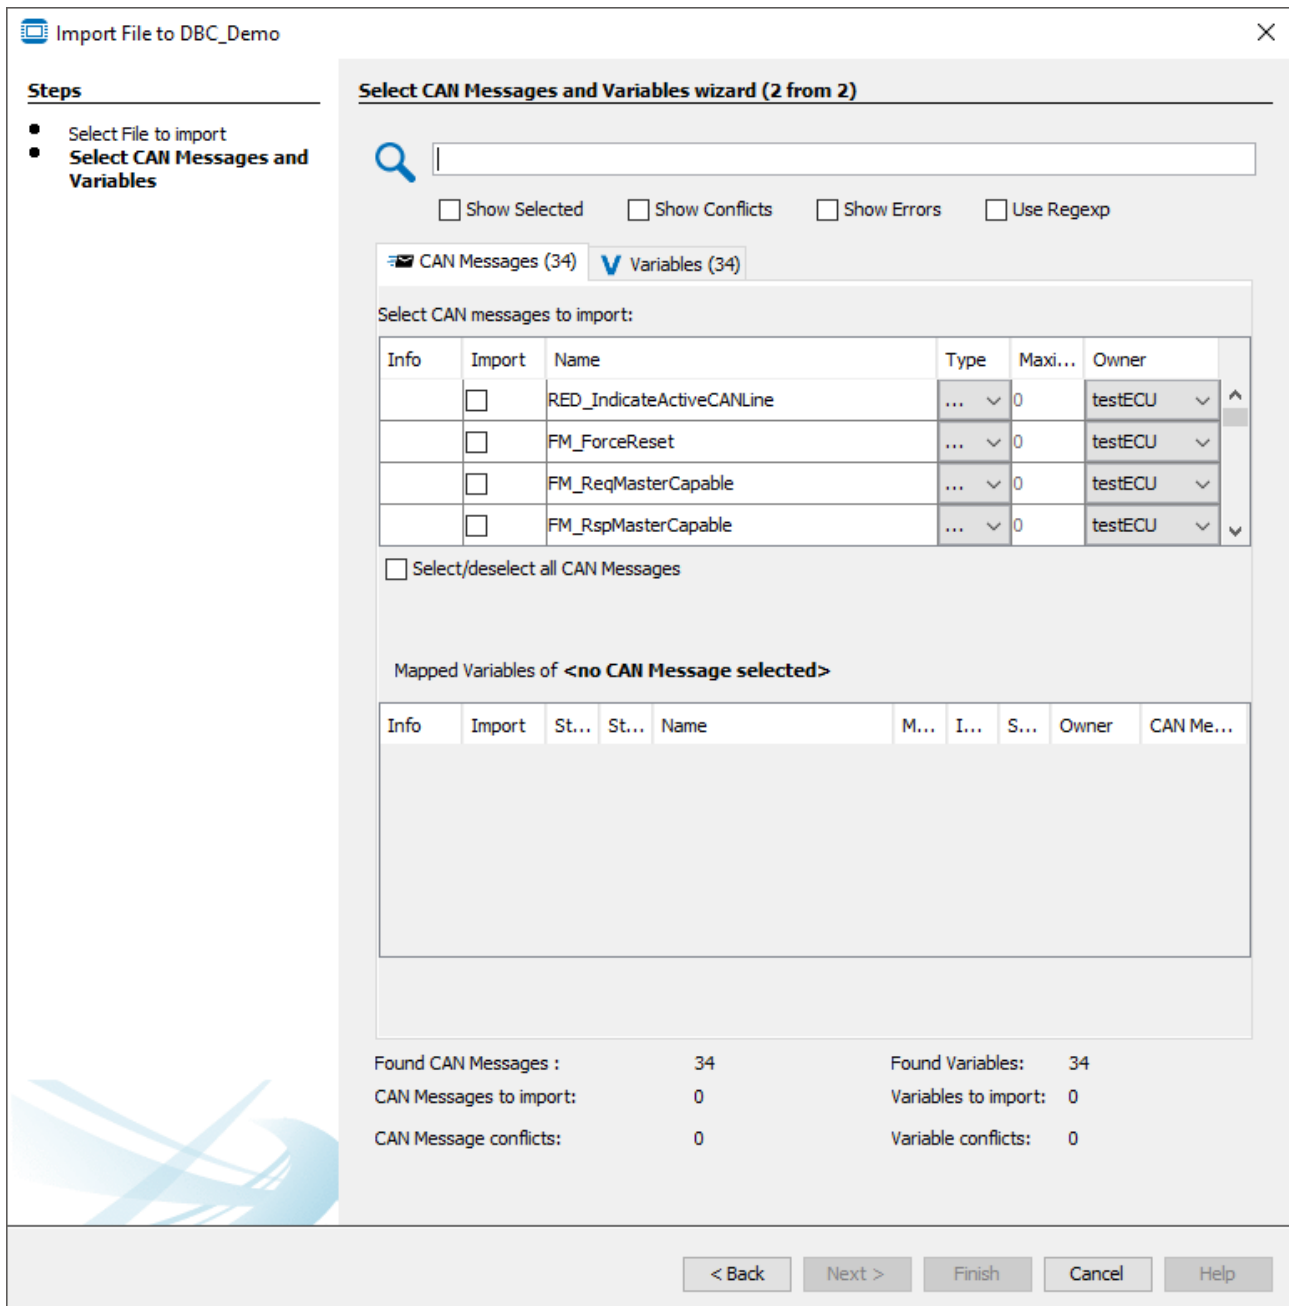 Import File to DBC_Demo
Steps
Select File to import
Select CAN Messages and
Variables
Select CAN Messages and Variables wizard (2 from 2)
Show Selected Show Conflicts Show Errors Use Regexp
CAN Messages (34) Variables (34)
Select CAN messages to import:
Info Import Name Type Maxi... Owner
RED_IndicateActiveCANLine ... 0 testECU
FM_ForceReset ... 0 testECU
FM_ReqMasterCapable ... 0 testECU
FM_RspMasterCapable ... 0 testECU
Select/deselect all CAN Messages
Mapped Variables of <no CAN Message selected>
Info Import St... St... Name M... I... S... Owner CAN Me...
Found CAN Messages : 34 Found Variables: 34
CAN Messages to import: 0 Variables to import: 0
CAN Message conflicts: 0 Variable conflicts: 0
< Back Next > Finish Cancel Help